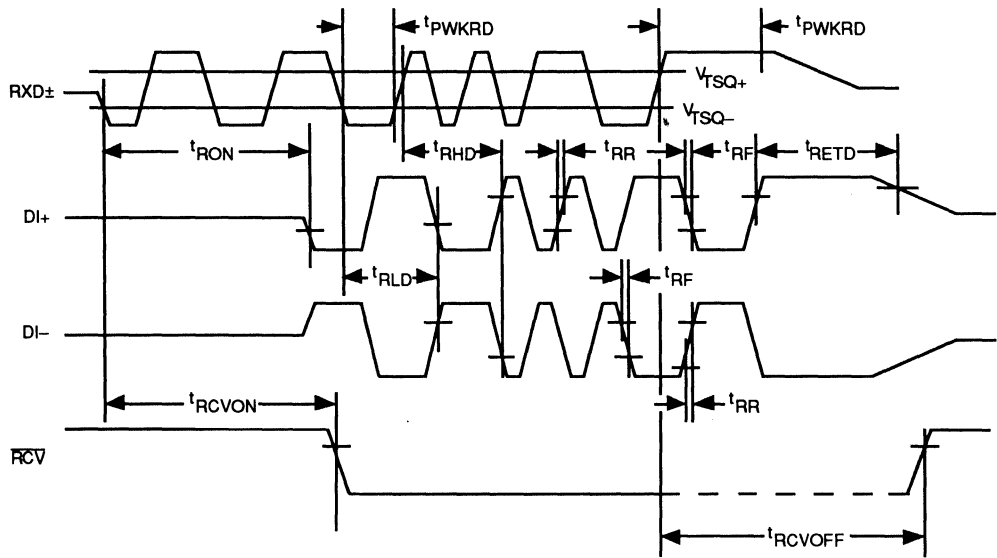 tPWKRD tPWKRD
RXD±
VTSQ+
VTSQ–
tRON tRHD tRR tRF tRETD
DI+
tRLD tRF
DI–
tRCVON tRR
RCV
tRCVOFF